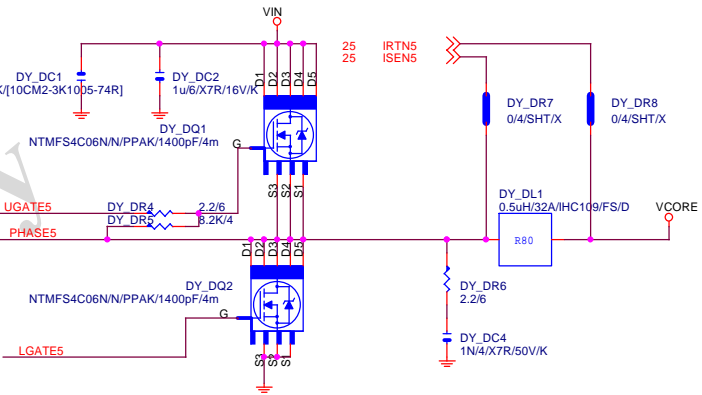 VIN
25 IRTN5
25 ISEN5
DY_DC1
K/[10CM2-3K1005-74R]
DY_DC2
1u/6/X7R/16V/K
D1
D2
D3
D4
D5
DY_DR7
0/4/SHT/X
DY_DR8
0/4/SHT/X
DY_DQ1
NTMFS4C06N/N/PPAK/1400pF/4m
G
S3
S2
S1
UGATE5
DY_DR4
2.2/6
DY_DR5
8.2K/4
PHASE5
DY_DL1
0.5uH/32A/IHC109/FS/D
R80
VCORE
D1
D2
D3
D4
D5
DY_DQ2
NTMFS4C06N/N/PPAK/1400pF/4m
G
S3
S2
S1
DY_DR6
2.2/6
DY_DC4
1N/4/X7R/50V/K
LGATE5